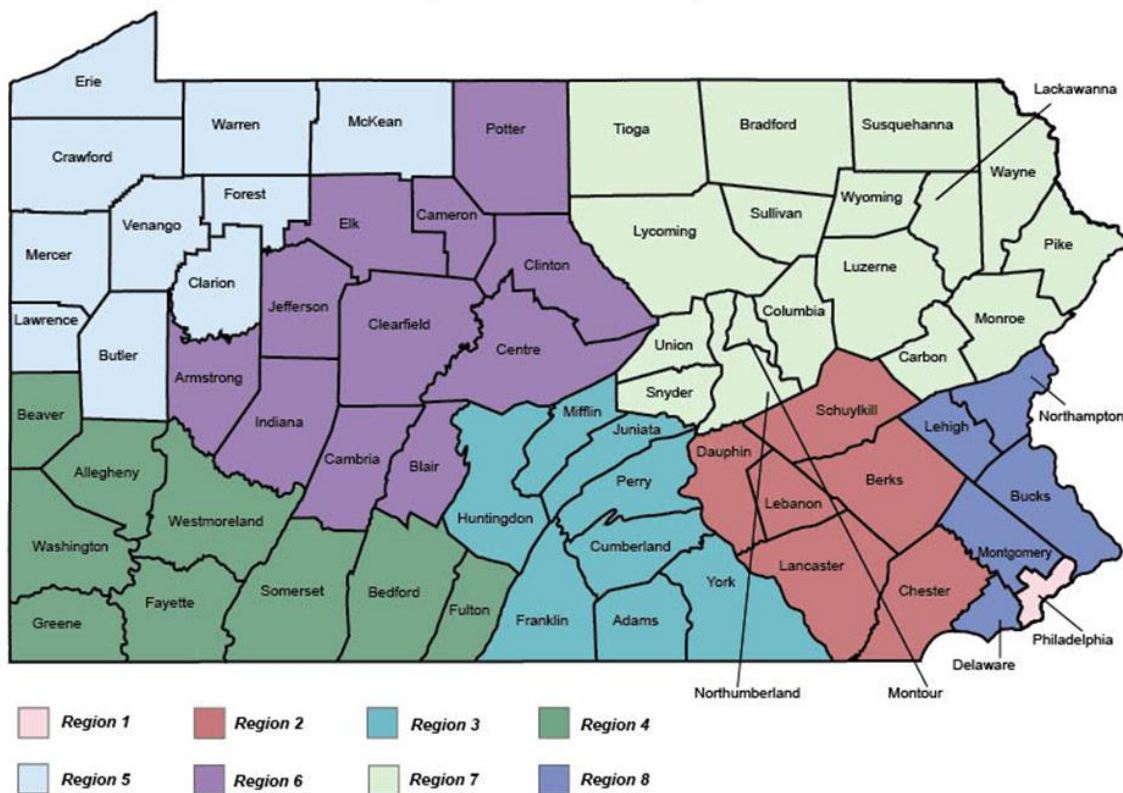 Erie
Warren
McKean
Potter
Tioga
Bradford
Susquehanna
Lackawanna
Crawford
Wayne
Forest
Wyoming
Venango
Elk
Cameron
Sullivan
Mercer
Lycoming
Pike
Clarion
Clinton
Luzerne
Jefferson
Columbia
Lawrence
Clearfield
Monroe
Butler
Centre
Union
Carbon
Armstrong
Snyder
Beaver
Indiana
Mifflin
Schuylkill
Northampton
Juniata
Lehigh
Allegheny
Cambria
Blair
Dauphin
Perry
Berks
Lebanon
Bucks
Westmoreland
Huntingdon
Washington
Cumberland
Montgomery
Lancaster
Somerset
Bedford
York
Chester
Fayette
Fulton
Greene
Franklin
Adams
Philadelphia
Delaware
Northumberland
Montour
Region 1
Region 2
Region 3
Region 4
Region 5
Region 6
Region 7
Region 8